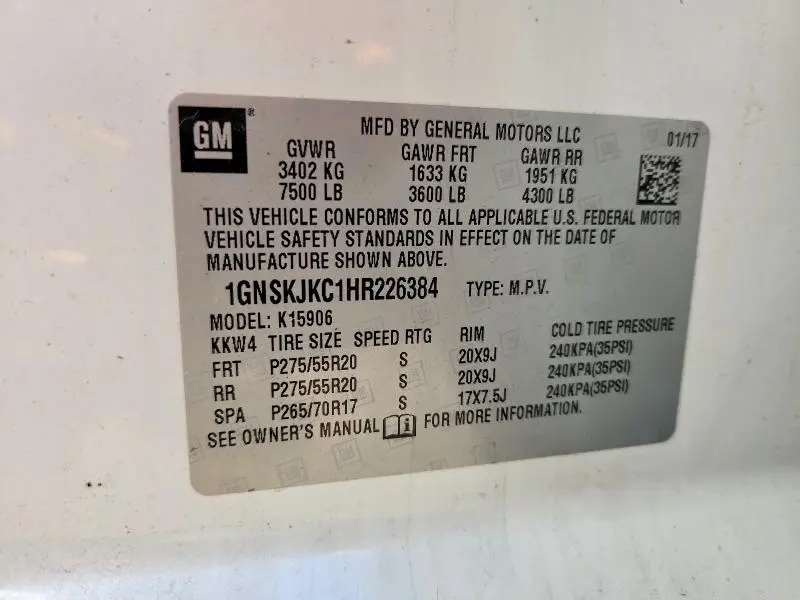 GM®
MFD BY GENERAL MOTORS LLC 01/17
GVWR GAWR FRT GAWR RR
3402 KG 1633 KG 1951 KG
7500 LB 3600 LB 4300 LB
THIS VEHICLE CONFORMS TO ALL APPLICABLE U.S. FEDERAL MOTOR
VEHICLE SAFETY STANDARDS IN EFFECT ON THE DATE OF
MANUFACTURE SHOWN ABOVE.
1GNSKJKC1HR226384 TYPE: M.P.V.
MODEL: K15906
KKW4 TIRE SIZE SPEED RTG RIM COLD TIRE PRESSURE
FRT P275/55R20 S 20X9J 240KPA(35PSI)
RR P275/55R20 S 20X9J 240KPA(35PSI)
SPA P265/70R17 S 17X7.5J 240KPA(35PSI)
SEE OWNER'S MANUAL FOR MORE INFORMATION.